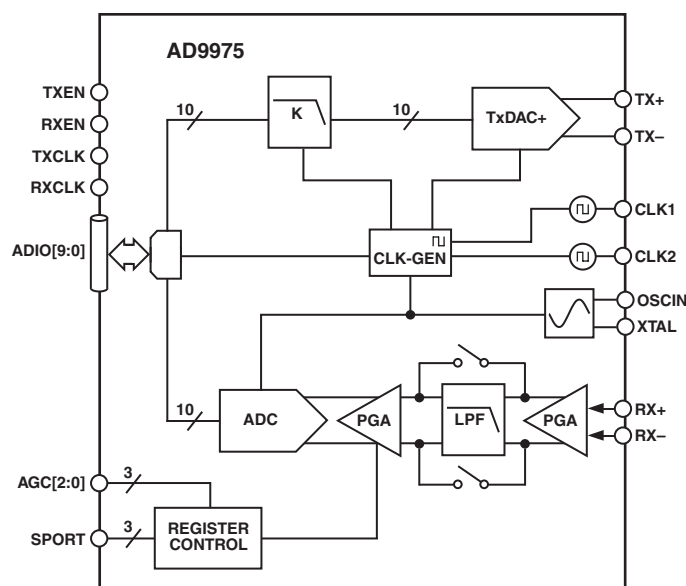 AD9975
TXEN
RXEN
TXCLK
RXCLK
ADIO[9:0]
10
K
10
TxDAC+
TX+
TX–
CLK-GEN
CLK1
CLK2
OSCIN
XTAL
10
ADC
PGA
LPF
PGA
RX+
RX–
AGC[2:0]
3
SPORT
3
REGISTER
CONTROL